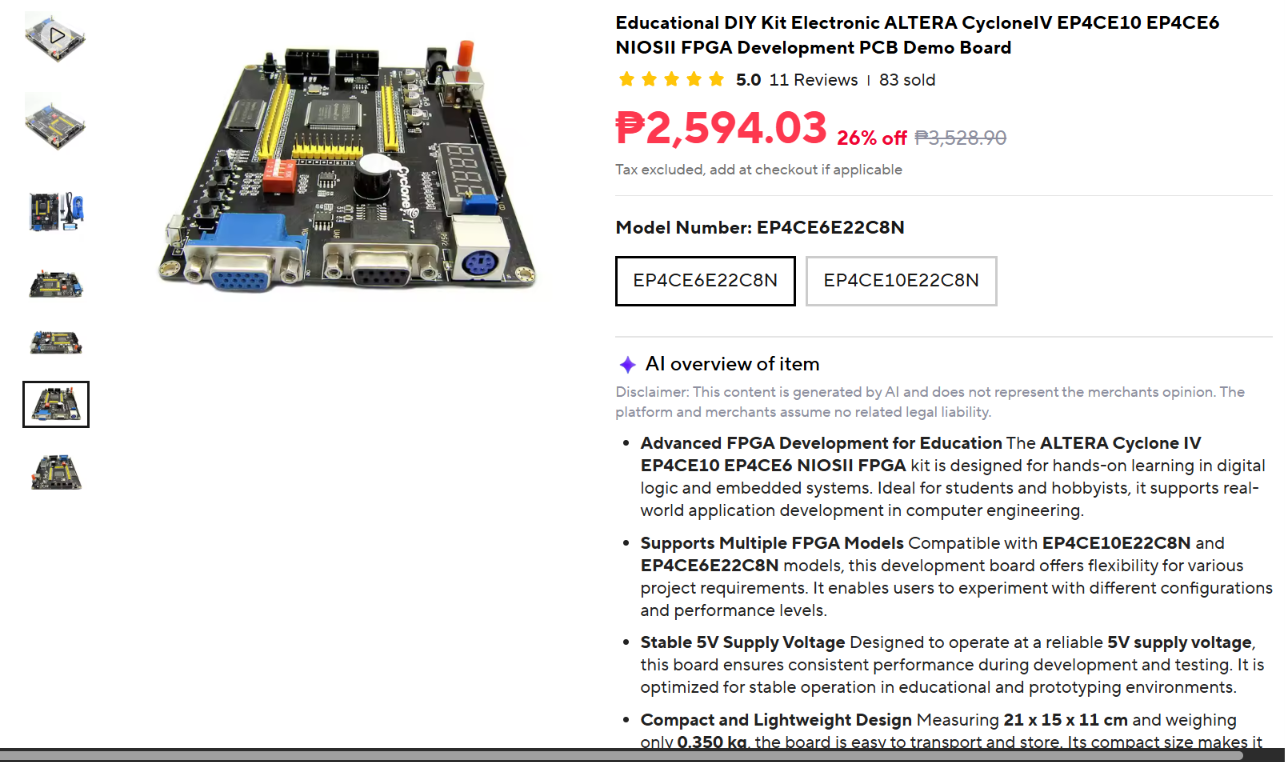 Educational DIY Kit Electronic ALTERA CycloneIV EP4CE10 EP4CE6
NIOSII FPGA Development PCB Demo Board
5.0 11 Reviews | 83 sold
₱2,594.03 26% off ₱3,528.90
Tax excluded, add at checkout if applicable
Model Number: EP4CE6E22C8N
EP4CE6E22C8N EP4CE10E22C8N
AI overview of item
Disclaimer: This content is generated by AI and does not represent the merchants opinion. The
platform and merchants assume no related legal liability.
• Advanced FPGA Development for Education The ALTERA Cyclone IV
EP4CE10 EP4CE6 NIOSII FPGA kit is designed for hands-on learning in digital
logic and embedded systems. Ideal for students and hobbyists, it supports real-
world application development in computer engineering.
• Supports Multiple FPGA Models Compatible with EP4CE10E22C8N and
EP4CE6E22C8N models, this development board offers flexibility for various
project requirements. It enables users to experiment with different configurations
and performance levels.
• Stable 5V Supply Voltage Designed to operate at a reliable 5V supply voltage,
this board ensures consistent performance during development and testing. It is
optimized for stable operation in educational and prototyping environments.
• Compact and Lightweight Design Measuring 21 x 15 x 11 cm and weighing
only 0.350 kg, the board is easy to transport and store. Its compact size makes it
Cyclone